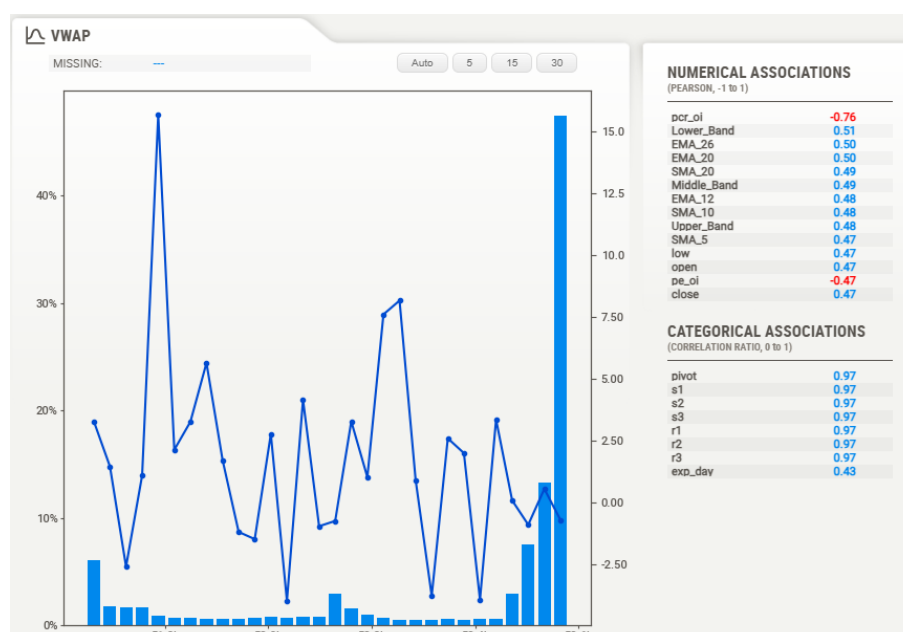 VWAP
MISSING: ---
Auto 5 15 30
40%
30%
20%
10%
0%
15.0
12.5
10.0
7.50
5.00
2.50
0.00
-2.50
NUMERICAL ASSOCIATIONS
(PEARSON, -1 to 1)
pcr_oi -0.76
Lower_Band 0.51
EMA_26 0.50
EMA_20 0.50
SMA_20 0.49
Middle_Band 0.49
EMA_12 0.48
SMA_10 0.48
Upper_Band 0.48
SMA_5 0.47
low 0.47
open 0.47
pe_oi -0.47
close 0.47
CATEGORICAL ASSOCIATIONS
(CORRELATION RATIO, 0 to 1)
pivot 0.97
s1 0.97
s2 0.97
s3 0.97
r1 0.97
r2 0.97
r3 0.97
exp_day 0.43